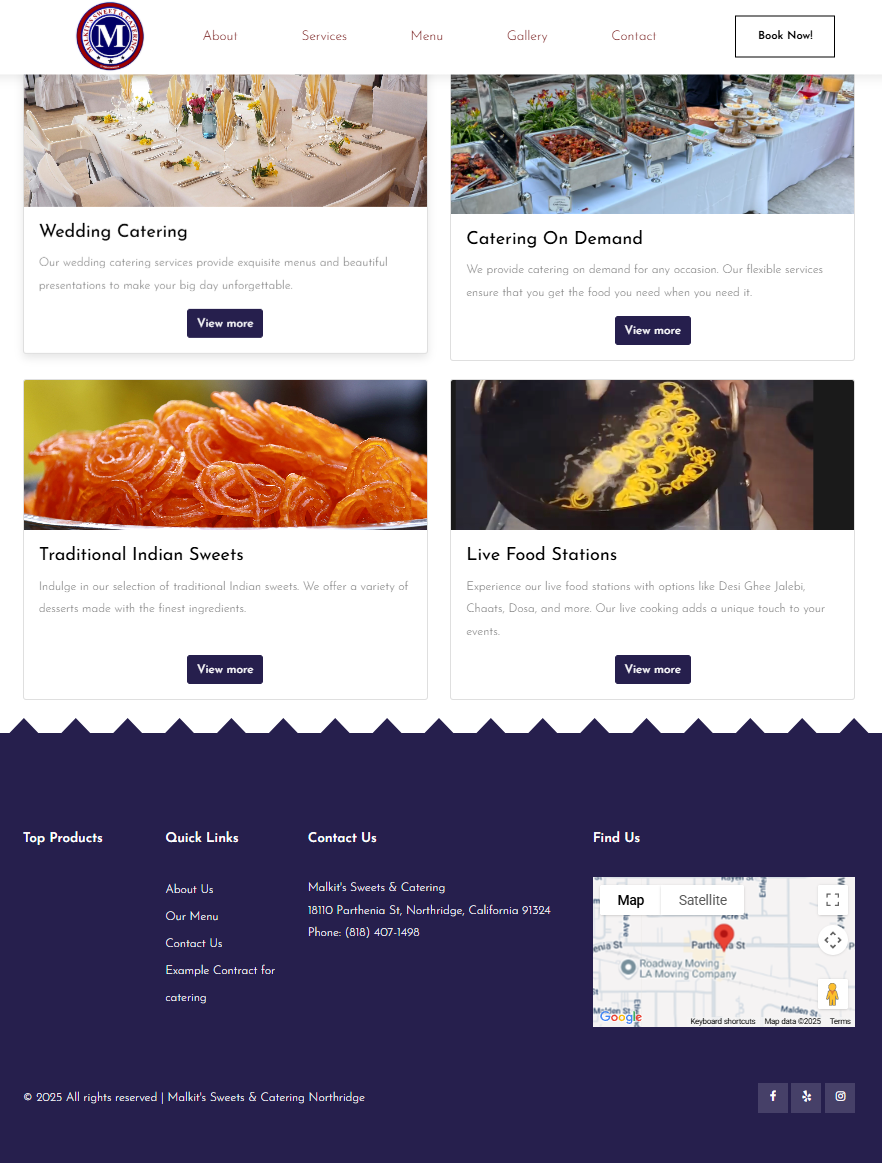 MALKIT'S SWEET & CATERING
M
About
Services
Menu
Gallery
Contact
Book Now!
Wedding Catering
Our wedding catering services provide exquisite menus and beautiful
presentations to make your big day unforgettable.
View more
Catering On Demand
We provide catering on demand for any occasion. Our flexible services
ensure that you get the food you need when you need it.
View more
Traditional Indian Sweets
Indulge in our selection of traditional Indian sweets. We offer a variety of
desserts made with the finest ingredients.
View more
Live Food Stations
Experience our live food stations with options like Desi Ghee Jalebi,
Chaats, Dosa, and more. Our live cooking adds a unique touch to your
events.
View more
Top Products
Quick Links
About Us
Our Menu
Contact Us
Example Contract for
catering
Contact Us
Malkit's Sweets & Catering
18110 Parthenia St, Northridge, California 91324
Phone: (818) 407-1498
Find Us
Map
Satellite
Rayen St
Acre St
Parthenia St
enia St
Roadway Moving -
LA Moving Company
Malden St
Malden St
Google
Keyboard shortcuts
Map data ©2025
Terms
© 2025 All rights reserved | Malkit's Sweets & Catering Northridge